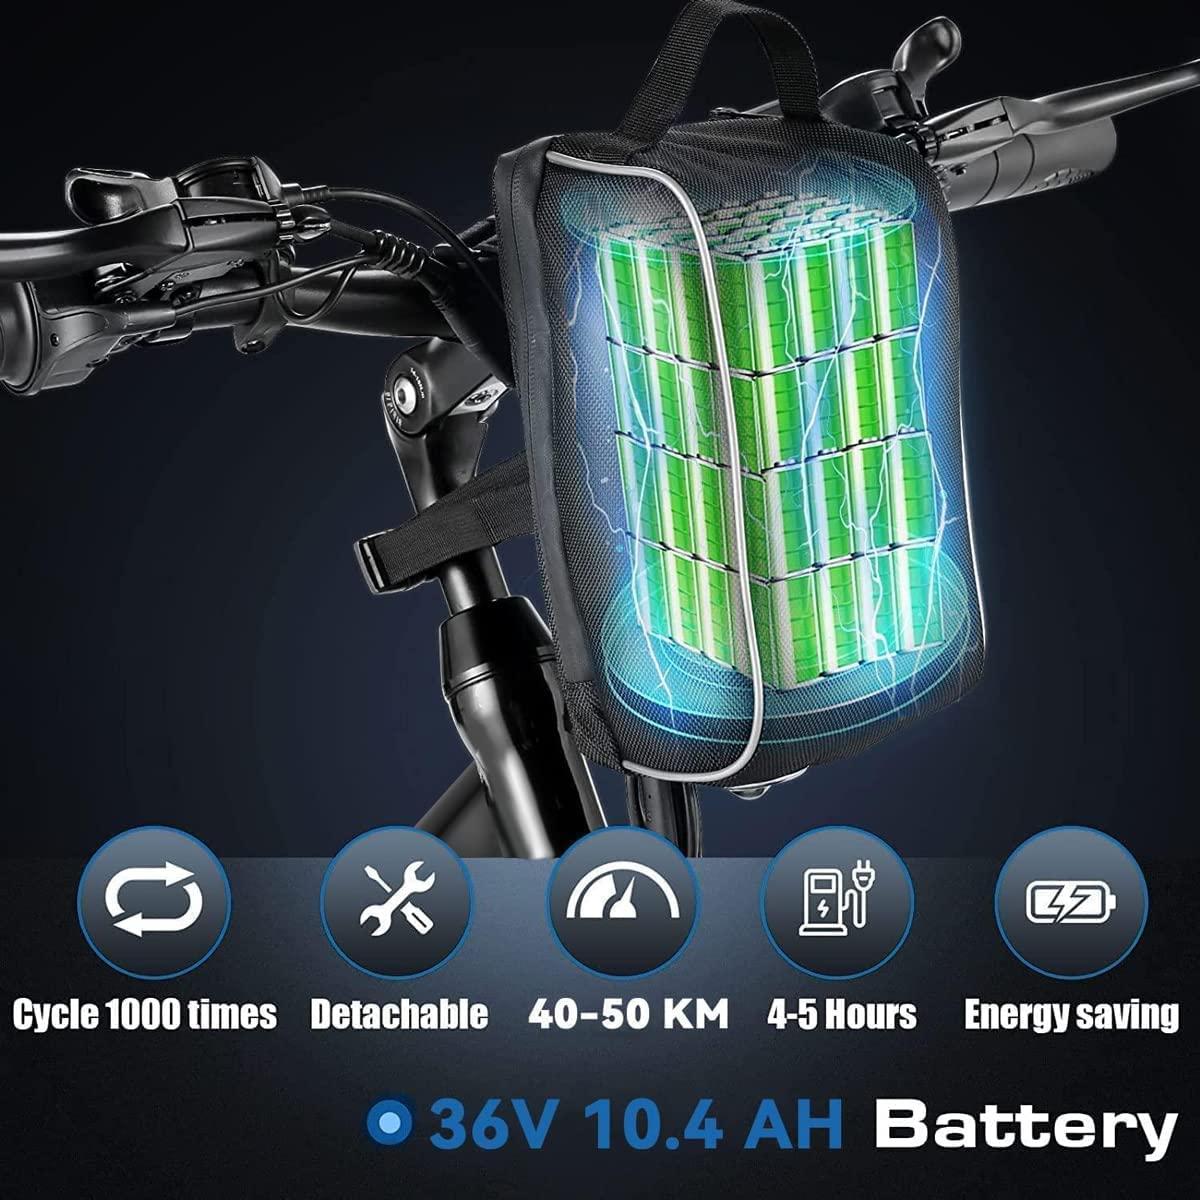 Cycle 1000 times
Detachable
40-50 KM
4-5 Hours
Energy saving
36V 10.4 AH Battery